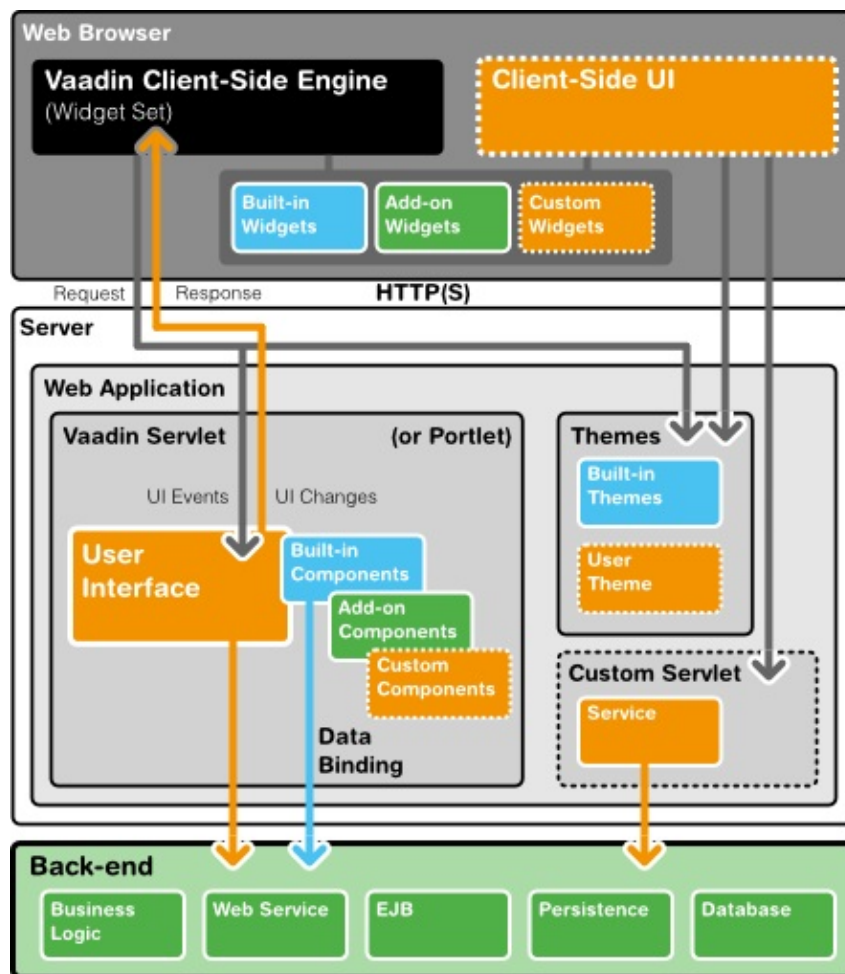 Web Browser
Vaadin Client-Side Engine
(Widget Set)
Client-Side UI
Built-in
Widgets
Add-on
Widgets
Custom
Widgets
Request
Response
HTTP(S)
Server
Web Application
Vaadin Servlet
(or Portlet)
Themes
Built-in
Themes
UI Events
UI Changes
User
Interface
Built-in
Components
User
Theme
Add-on
Components
Custom
Components
Custom Servlet
Service
Data
Binding
Back-end
Business
Logic
Web Service
EJB
Persistence
Database